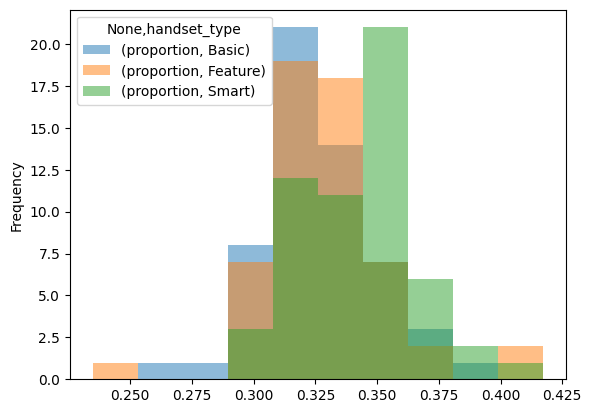 None,handset_type
(proportion, Basic)
(proportion, Feature)
(proportion, Smart)
Frequency
20.0
17.5
15.0
12.5
10.0
7.5
5.0
2.5
0.0
0.250 0.275 0.300 0.325 0.350 0.375 0.400 0.425